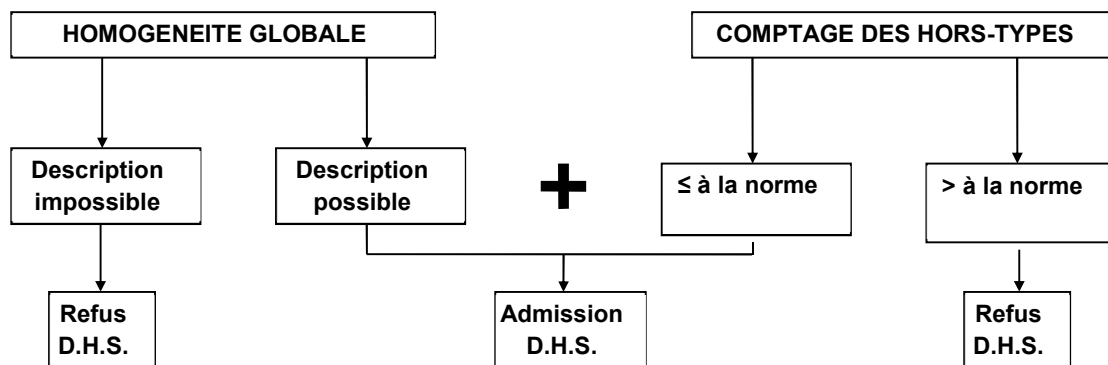 HOMOGENEITE GLOBALE
COMPTAGE DES HORS-TYPES
Description
impossible
Description
possible
+
≤ à la norme
> à la norme
Refus
D.H.S.
Admission
D.H.S.
Refus
D.H.S.